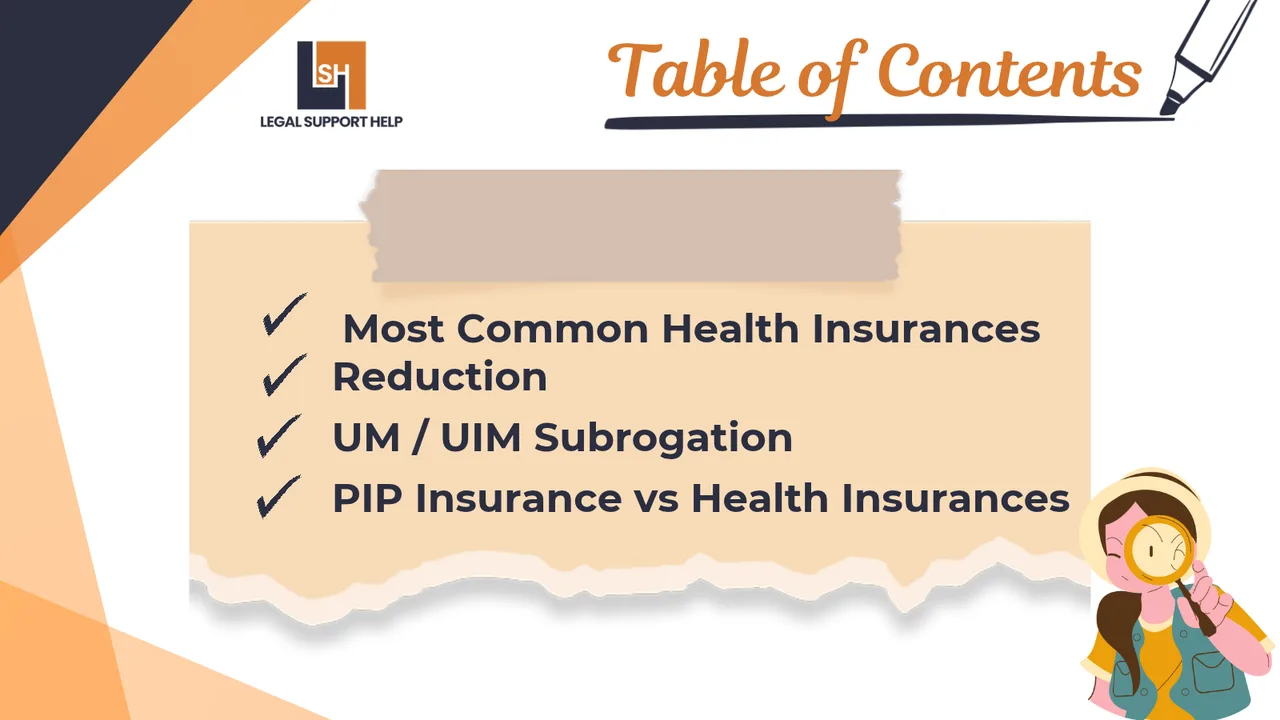 SH
LEGAL SUPPORT HELP
Table of Contents
Most Common Health Insurances
Reduction
UM / UIM Subrogation
PIP Insurance vs Health Insurances